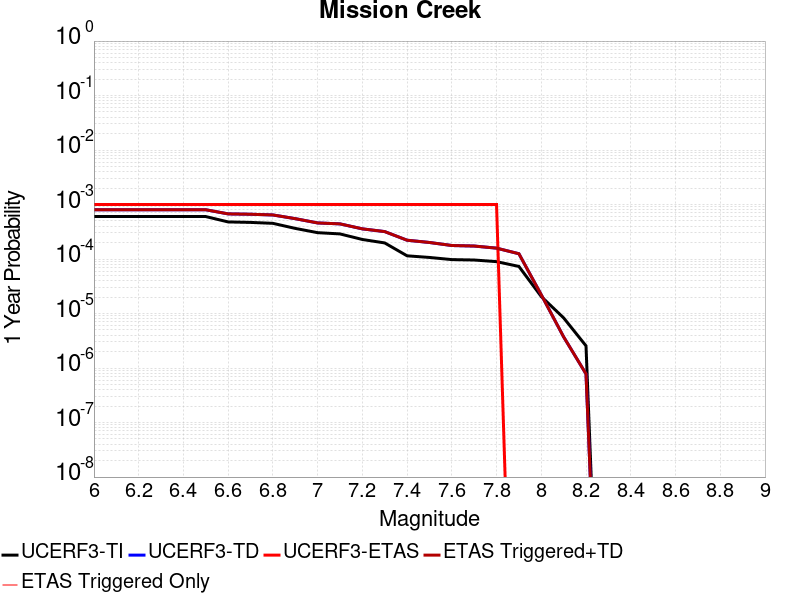 Mission Creek
10^0
10^-1
10^-2
10^-3
10^-4
10^-5
10^-6
10^-7
10^-8
1 Year Probability
6 6.2 6.4 6.6 6.8 7 7.2 7.4 7.6 7.8 8 8.2 8.4 8.6 8.8 9
Magnitude
UCERF3-TI UCERF3-TD UCERF3-ETAS ETAS Triggered+TD
ETAS Triggered Only